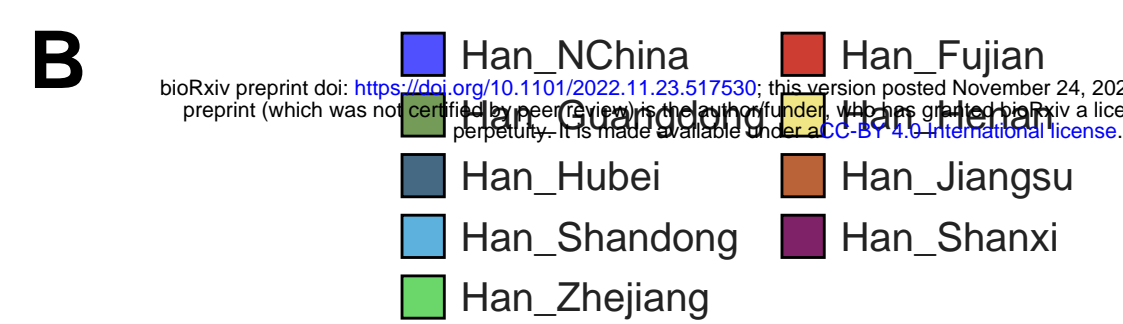 B
Han_NChina Han_Fujian
bioRxiv preprint doi: https://doi.org/10.1101/2022.11.23.517530; this version posted November 24, 202
preprint (which was not certified by peer review) is the author/funder, who has granted bioRxiv a lice
Han_Guangdong Han_Henan
perpetuity. It is made available under aCC-BY 4.0 International license.
Han_Hubei Han_Jiangsu
Han_Shandong Han_Shanxi
Han_Zhejiang